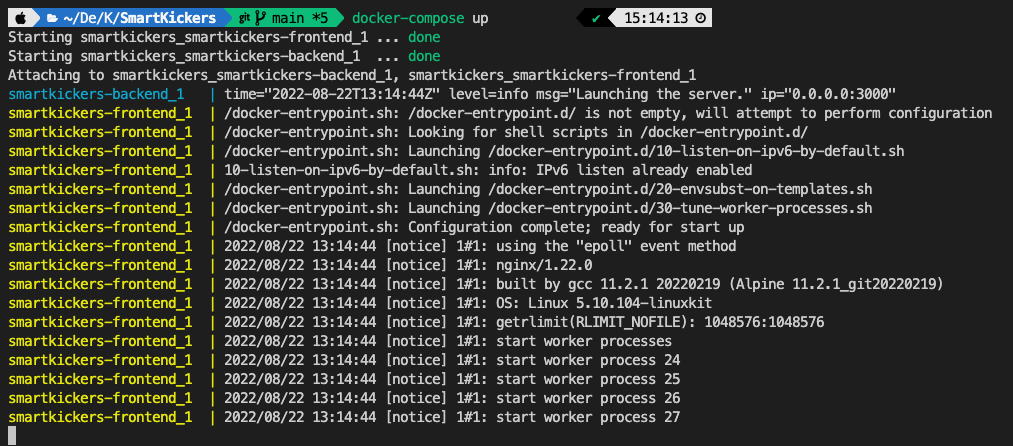 ~/De/K/SmartKickers git main *5 docker-compose up ✔ 15:14:13
Starting smartkickers_smartkickers-frontend_1 ... done
Starting smartkickers_smartkickers-backend_1  ... done
Attaching to smartkickers_smartkickers-backend_1, smartkickers_smartkickers-frontend_1
smartkickers-backend_1   | time="2022-08-22T13:14:44Z" level=info msg="Launching the server." ip="0.0.0.0:3000"
smartkickers-frontend_1  | /docker-entrypoint.sh: /docker-entrypoint.d/ is not empty, will attempt to perform configuration
smartkickers-frontend_1  | /docker-entrypoint.sh: Looking for shell scripts in /docker-entrypoint.d/
smartkickers-frontend_1  | /docker-entrypoint.sh: Launching /docker-entrypoint.d/10-listen-on-ipv6-by-default.sh
smartkickers-frontend_1  | 10-listen-on-ipv6-by-default.sh: info: IPv6 listen already enabled
smartkickers-frontend_1  | /docker-entrypoint.sh: Launching /docker-entrypoint.d/20-envsubst-on-templates.sh
smartkickers-frontend_1  | /docker-entrypoint.sh: Launching /docker-entrypoint.d/30-tune-worker-processes.sh
smartkickers-frontend_1  | /docker-entrypoint.sh: Configuration complete; ready for start up
smartkickers-frontend_1  | 2022/08/22 13:14:44 [notice] 1#1: using the "epoll" event method
smartkickers-frontend_1  | 2022/08/22 13:14:44 [notice] 1#1: nginx/1.22.0
smartkickers-frontend_1  | 2022/08/22 13:14:44 [notice] 1#1: built by gcc 11.2.1 20220219 (Alpine 11.2.1_git20220219)
smartkickers-frontend_1  | 2022/08/22 13:14:44 [notice] 1#1: OS: Linux 5.10.104-linuxkit
smartkickers-frontend_1  | 2022/08/22 13:14:44 [notice] 1#1: getrlimit(RLIMIT_NOFILE): 1048576:1048576
smartkickers-frontend_1  | 2022/08/22 13:14:44 [notice] 1#1: start worker processes
smartkickers-frontend_1  | 2022/08/22 13:14:44 [notice] 1#1: start worker process 24
smartkickers-frontend_1  | 2022/08/22 13:14:44 [notice] 1#1: start worker process 25
smartkickers-frontend_1  | 2022/08/22 13:14:44 [notice] 1#1: start worker process 26
smartkickers-frontend_1  | 2022/08/22 13:14:44 [notice] 1#1: start worker process 27